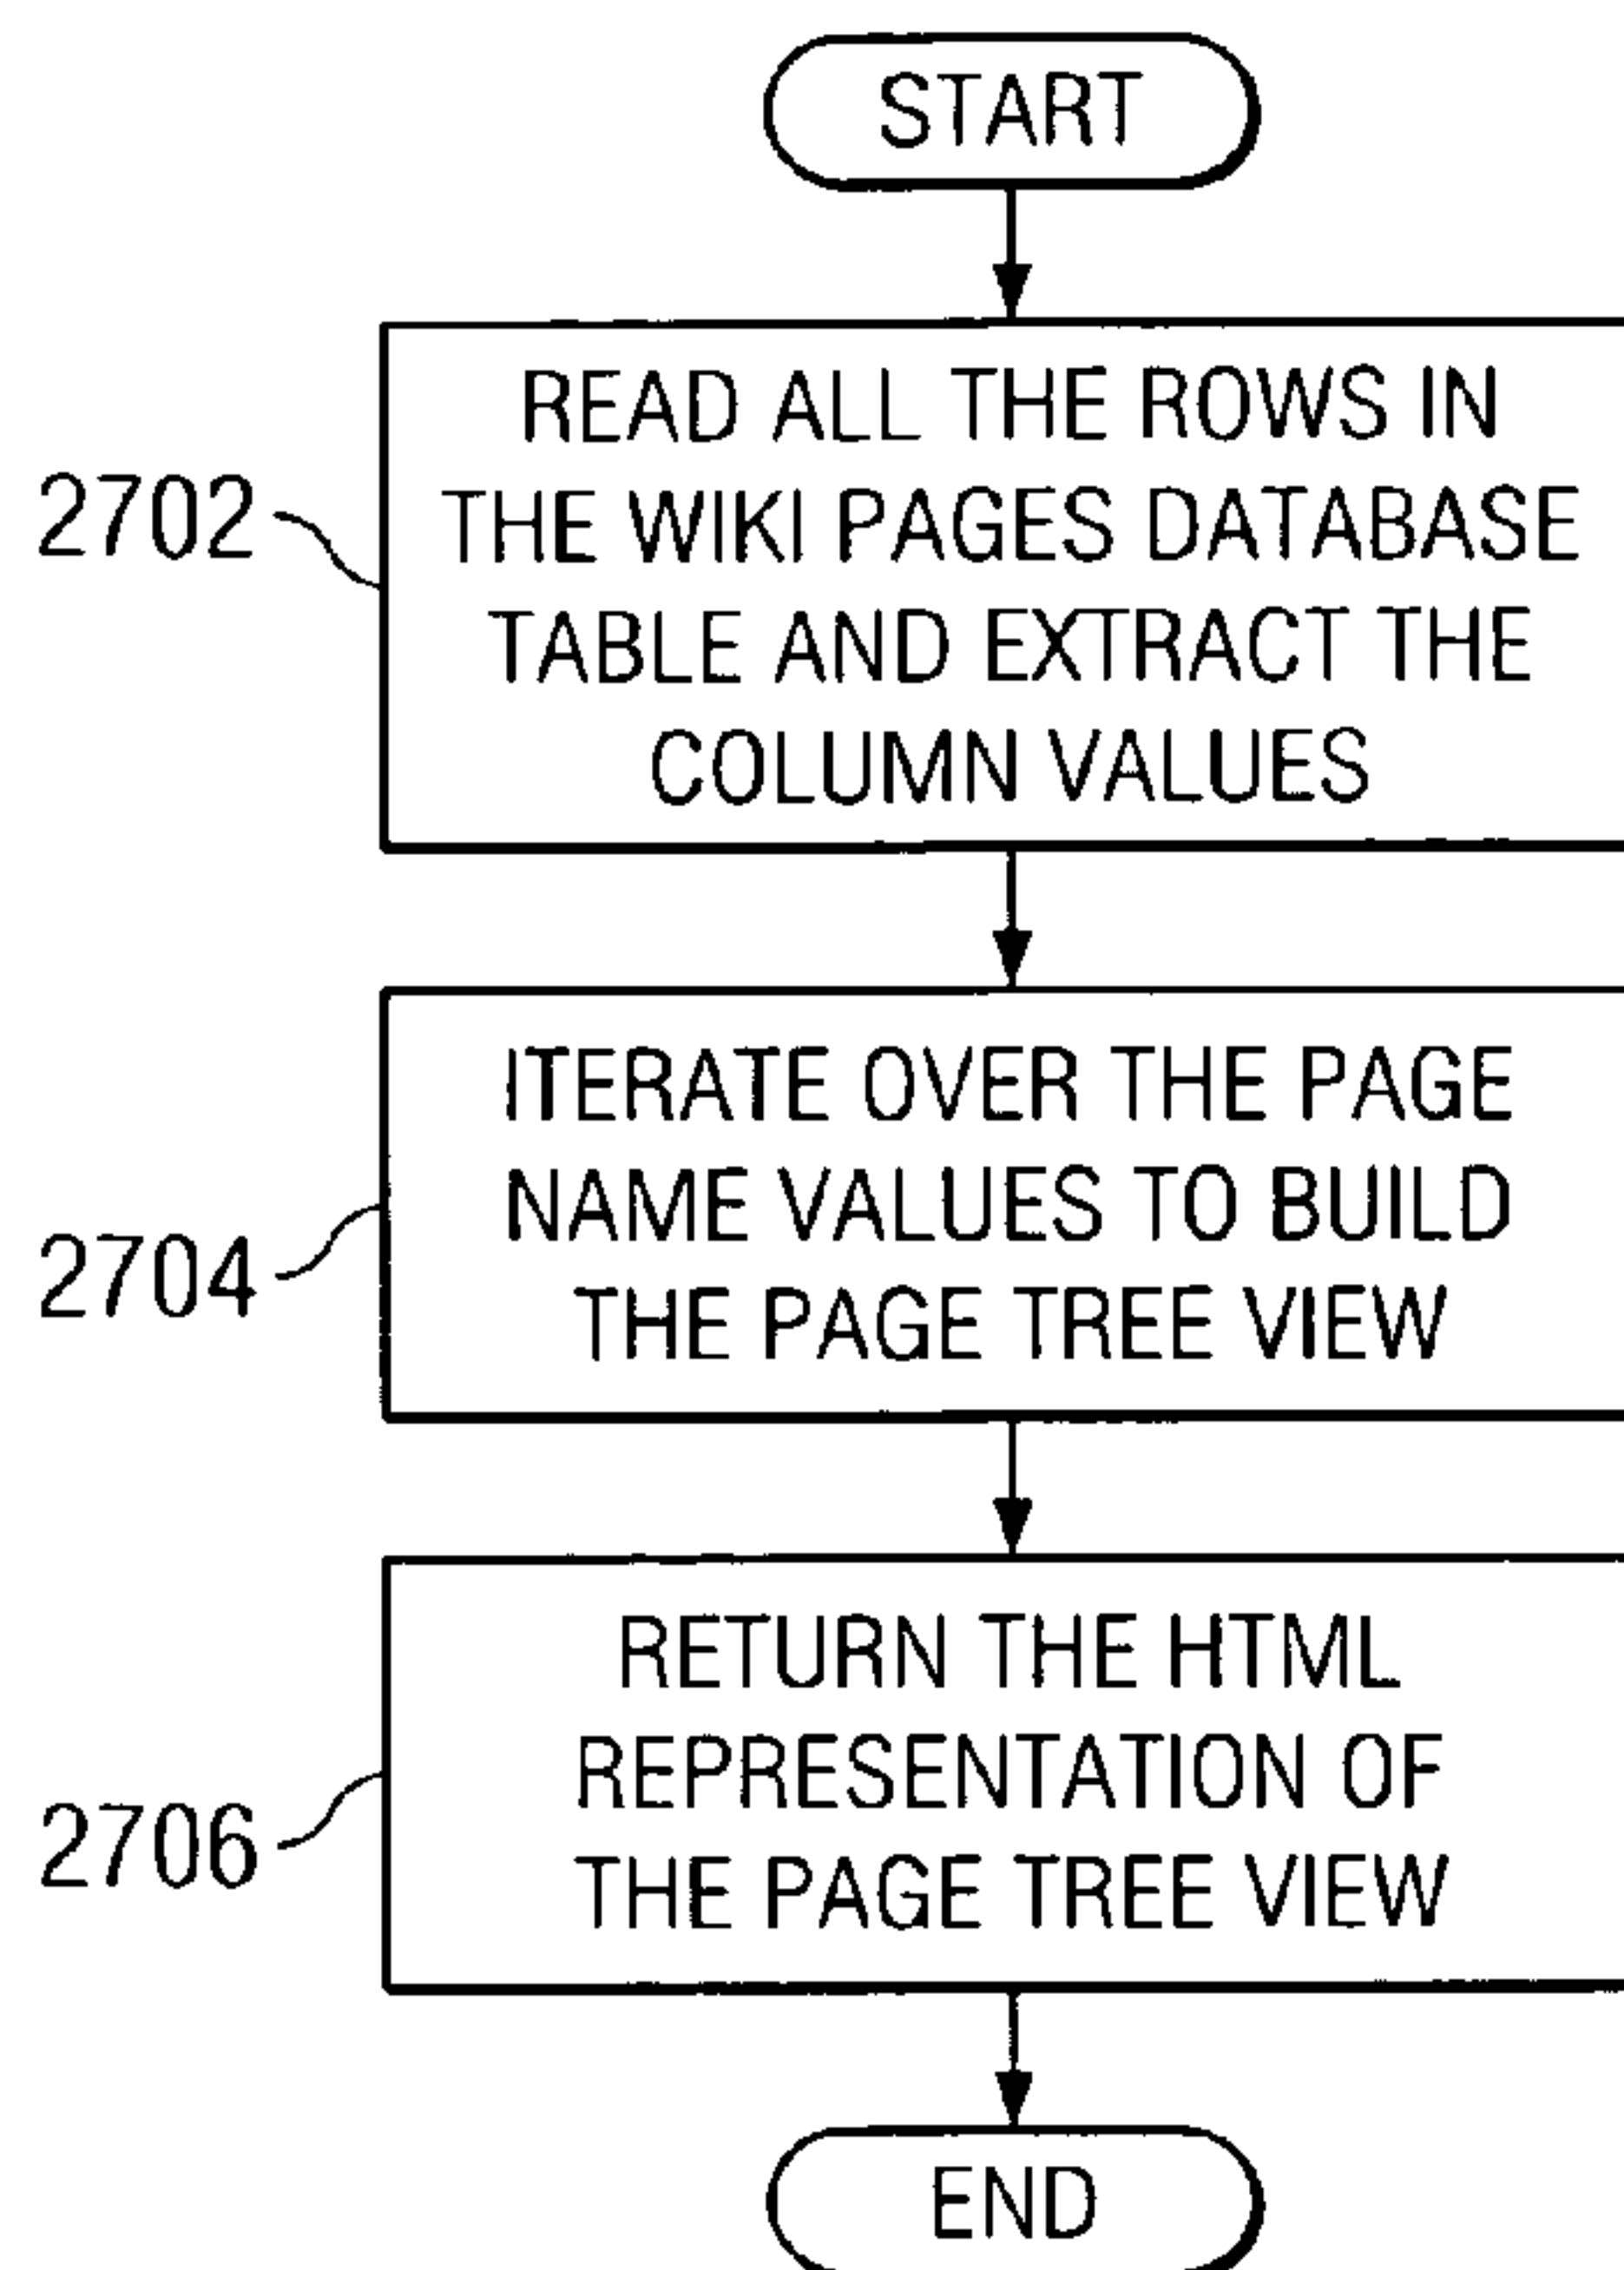 START
READ ALL THE ROWS IN
THE WIKI PAGES DATABASE
TABLE AND EXTRACT THE
COLUMN VALUES
2702
ITERATE OVER THE PAGE
NAME VALUES TO BUILD
THE PAGE TREE VIEW
2704
RETURN THE HTML
REPRESENTATION OF
THE PAGE TREE VIEW
2706
END